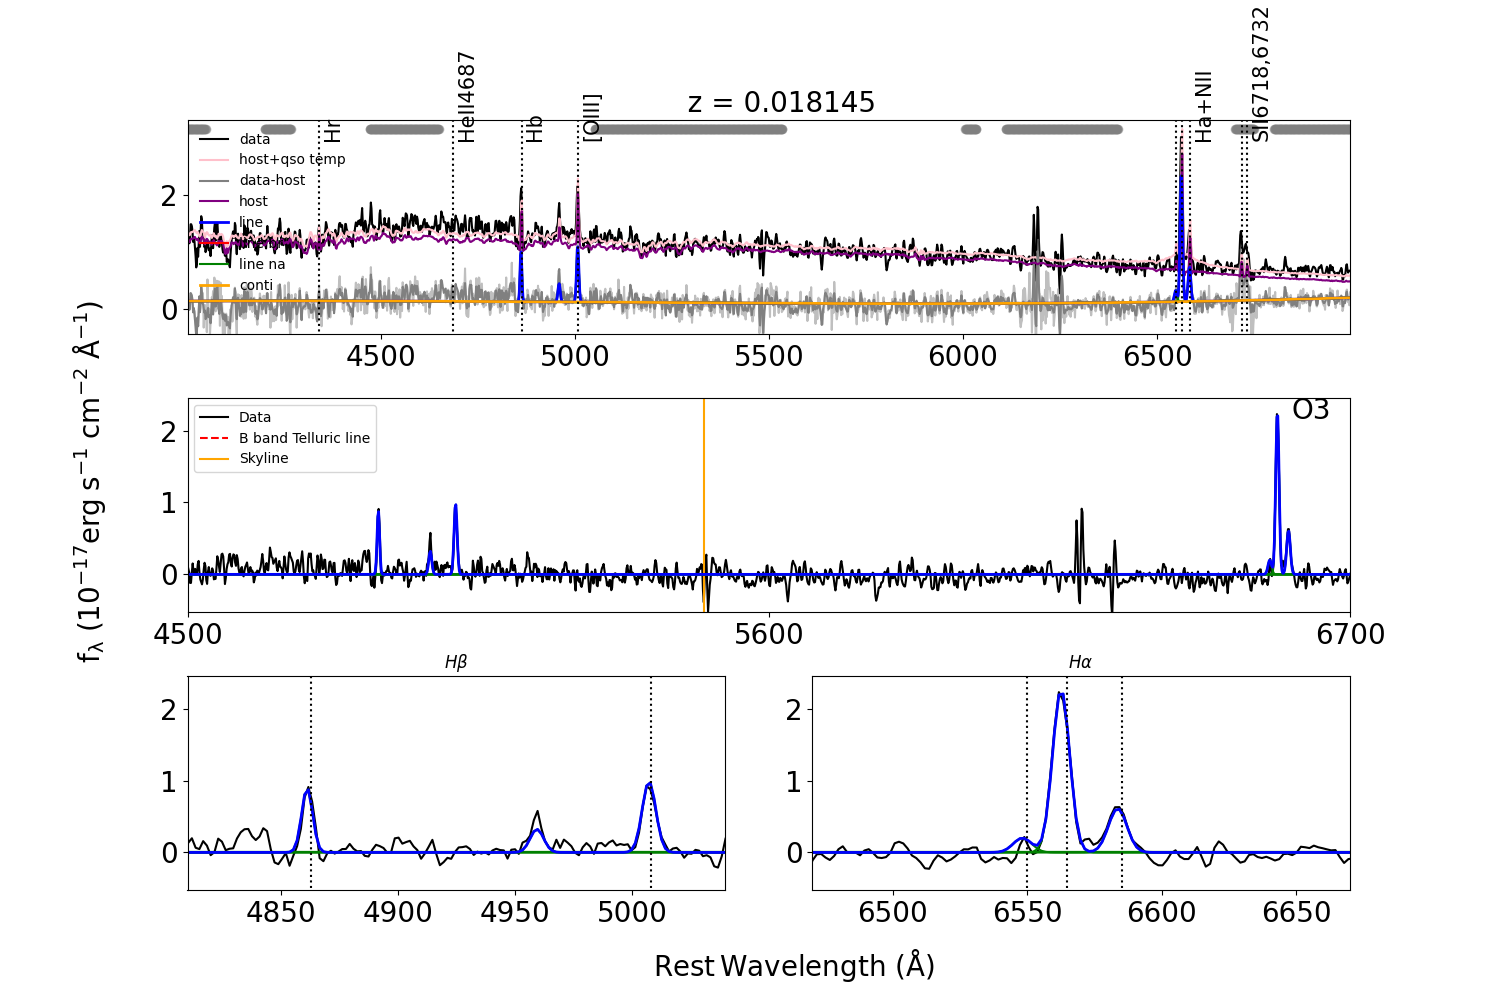 z = 0.018145
Hr
HeII4687
Hb
[OIII]
Ha+NII
SII6718,6732
data
host+qso temp
data-host
host
line
line na
conti
2
0
4500
5000
5500
6000
6500
Data
B band Telluric line
Skyline
O3
2
1
0
4500
5600
6700
fλ (10⁻¹⁷erg s⁻¹ cm⁻² Å⁻¹)
Hβ
2
1
0
4850
4900
4950
5000
Hα
2
1
0
6500
6550
6600
6650
Rest Wavelength (Å)